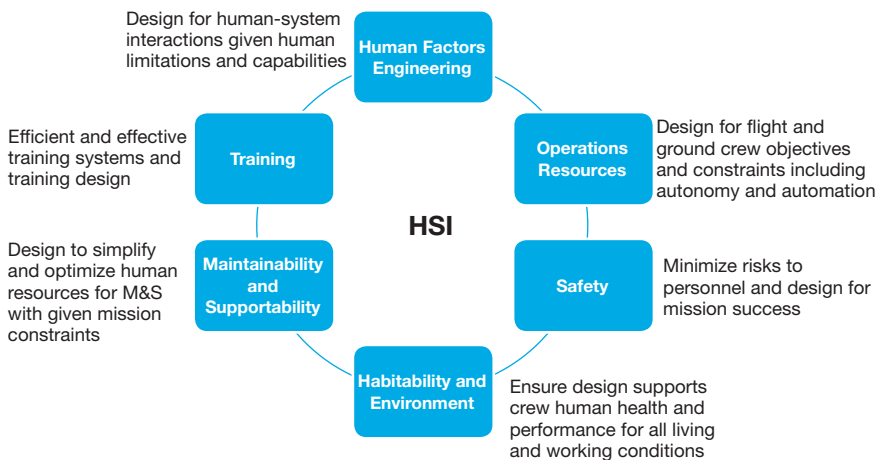 Design for human-system
interactions given human
limitations and capabilities
Human Factors
Engineering
Operations
Resources
Design for flight and
ground crew objectives
and constraints including
autonomy and automation
Safety
Minimize risks to
personnel and design for
mission success
Habitability and
Environment
Ensure design supports
crew human health and
performance for all living
and working conditions
Maintainability
and
Supportability
Design to simplify
and optimize human
resources for M&S
with given mission
constraints
Training
Efficient and effective
training systems and
training design
HSI